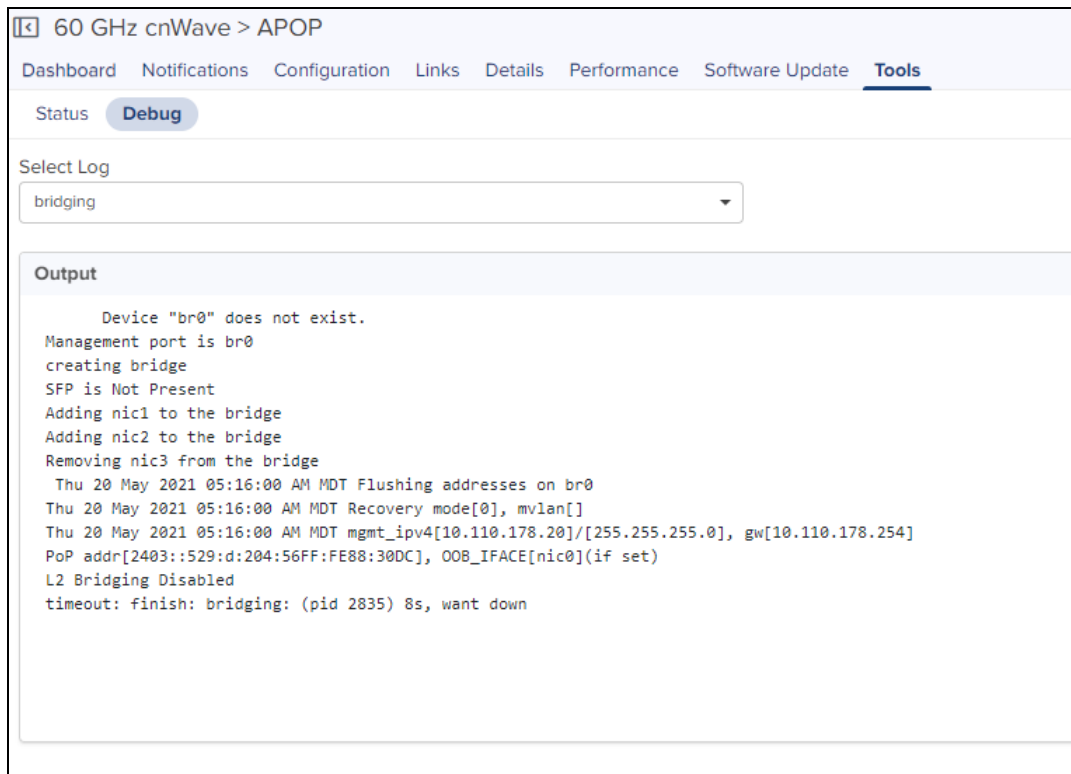 60 GHz cnWave > APOP
Dashboard Notifications Configuration Links Details Performance Software Update Tools
Status Debug
Select Log
bridging
Output
Device "br0" does not exist.
Management port is br0
creating bridge
SFP is Not Present
Adding nic1 to the bridge
Adding nic2 to the bridge
Removing nic3 from the bridge
Thu 20 May 2021 05:16:00 AM MDT Flushing addresses on br0
Thu 20 May 2021 05:16:00 AM MDT Recovery mode[0], mvlan[]
Thu 20 May 2021 05:16:00 AM MDT mgmt_ipv4[10.110.178.20]/[255.255.255.0], gw[10.110.178.254]
PoP addr[2403::529:d:204:56FF:FE88:30DC], OOB_IFACE[nic0](if set)
L2 Bridging Disabled
timeout: finish: bridging: (pid 2835) 8s, want down